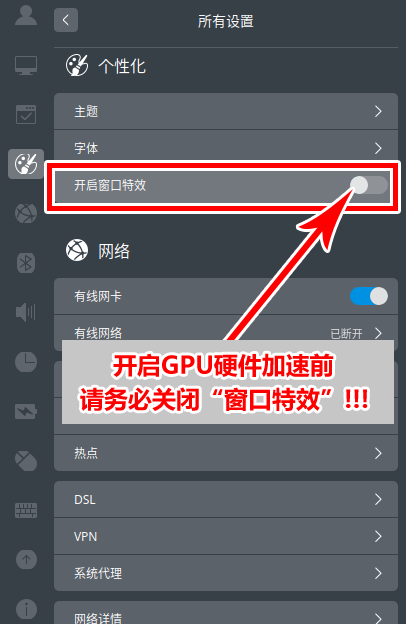 所有设置
个性化
主题
字体
开启窗口特效
网络
有线网卡
有线网络 已断开
开启GPU硬件加速前
请务必关闭“窗口特效”!!!
热点
DSL
VPN
系统代理
网络详情